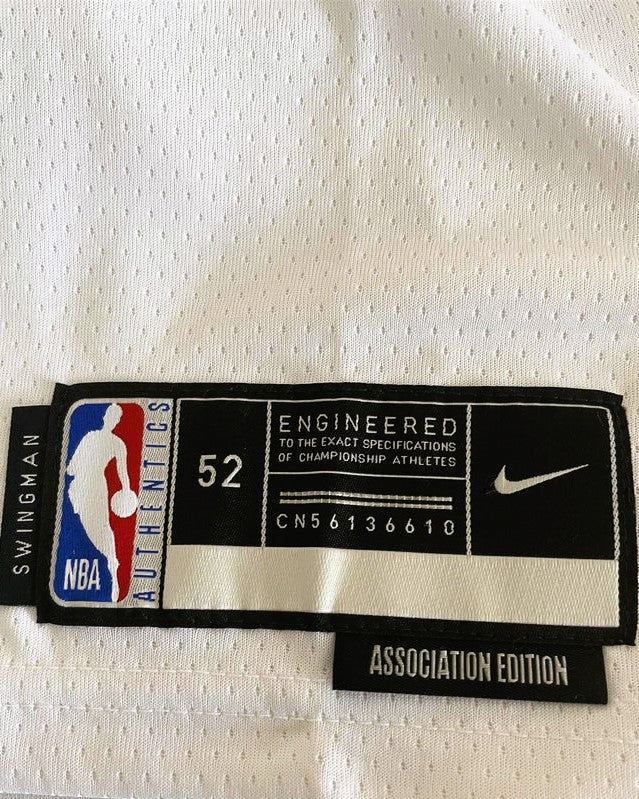 SWINGMAN
NBA
AUTHENTICS
52
ENGINEERED
TO THE EXACT SPECIFICATIONS
OF CHAMPIONSHIP ATHLETES
CN56136610
ASSOCIATION EDITION